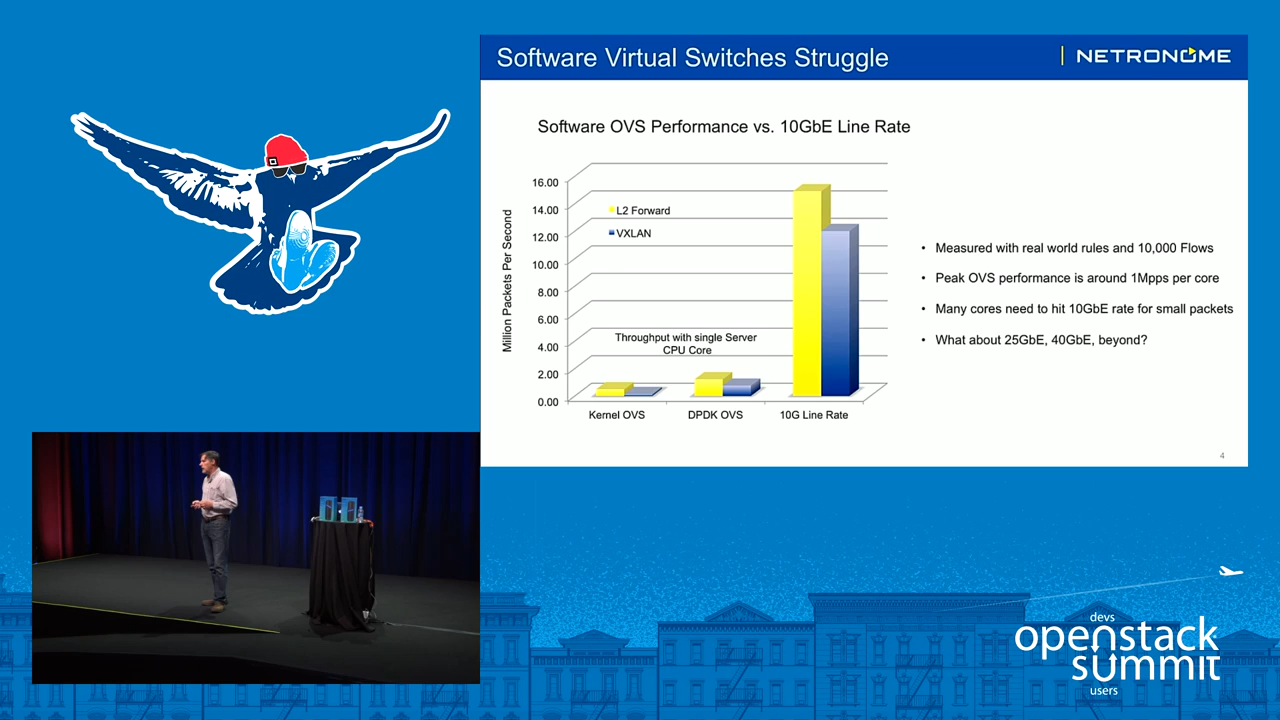 Software Virtual Switches Struggle
NETRONOME
Software OVS Performance vs. 10GbE Line Rate
Million Packets Per Second
16.00
14.00
12.00
10.00
8.00
6.00
4.00
2.00
0.00
L2 Forward
VXLAN
Throughput with single Server
CPU Core
Kernel OVS
DPDK OVS
10G Line Rate
• Measured with real world rules and 10,000 Flows
• Peak OVS performance is around 1Mpps per core
• Many cores need to hit 10GbE rate for small packets
• What about 25GbE, 40GbE, beyond?
4
devs
openstack
summit
users